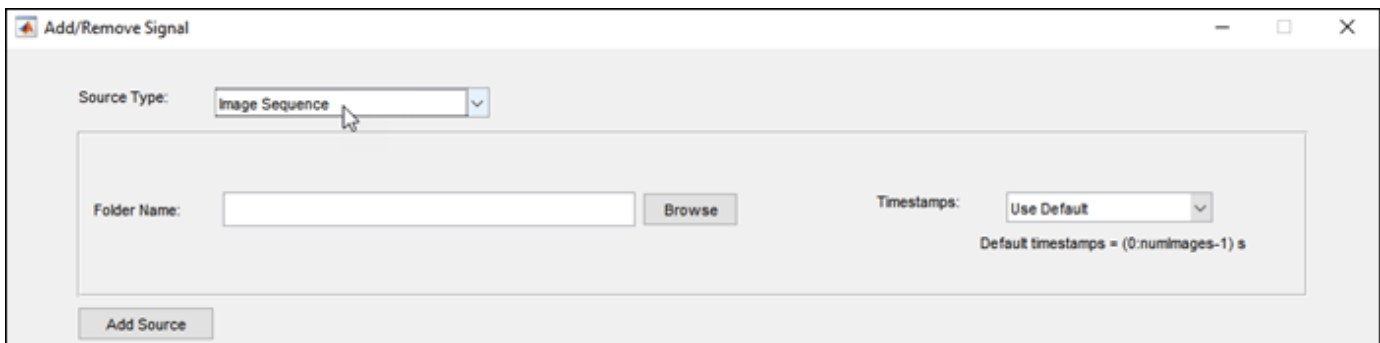 Add/Remove Signal
Source Type: Image Sequence
Folder Name: Browse Timestamps: Use Default
Default timestamps = (0:numImages-1) s
Add Source